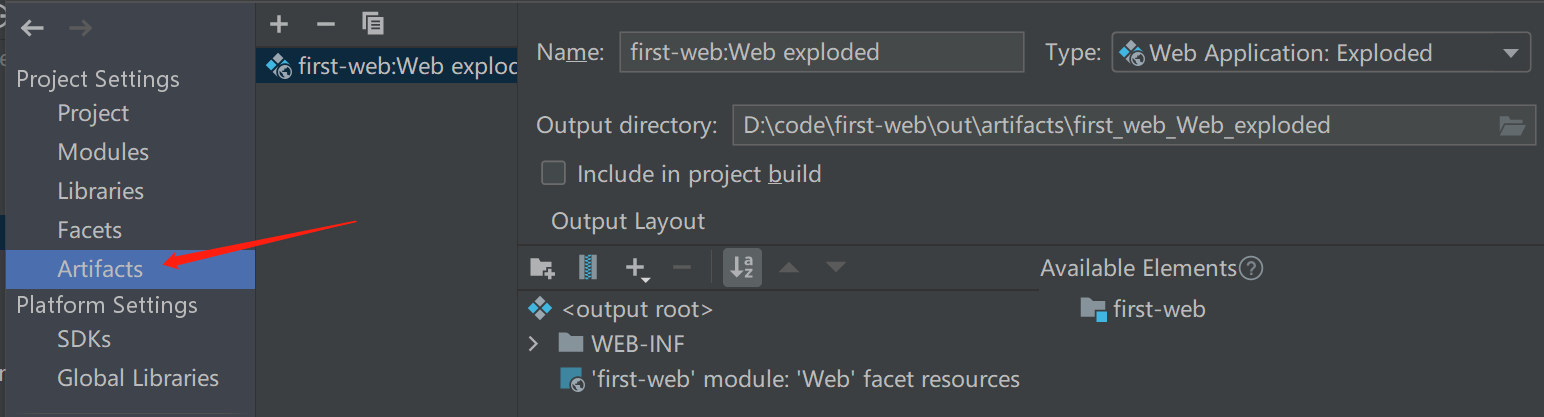 Project Settings
Project
Modules
Libraries
Facets
Artifacts
Platform Settings
SDKs
Global Libraries
first-web:Web explod
Name: first-web:Web exploded Type: Web Application: Exploded
Output directory: D:\code\first-web\out\artifacts\first_web_Web_exploded
Include in project build
Output Layout
Available Elements
<output root>
first-web
WEB-INF
'first-web' module: 'Web' facet resources